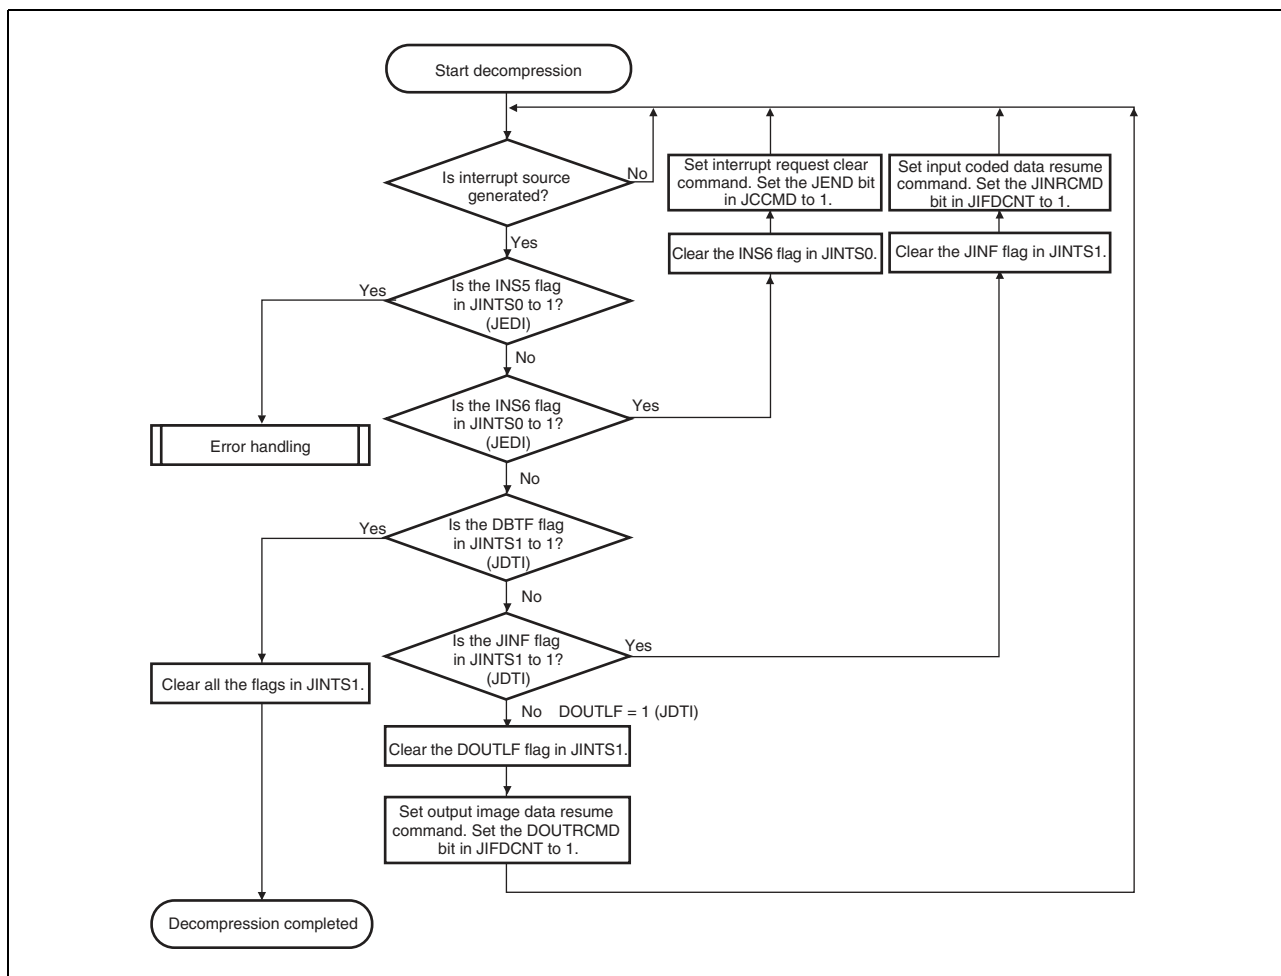 Start decompression
Is interrupt source
generated?
No
Yes
Set interrupt request clear
command. Set the JEND bit
in JCCMD to 1.
Set input coded data resume
command. Set the JINRCMD
bit in JIFDCNT to 1.
Clear the INS6 flag in JINTS0.
Clear the JINF flag in JINTS1.
Is the INS5 flag
in JINTS0 to 1?
(JEDI)
Yes
No
Is the INS6 flag
in JINTS0 to 1?
(JEDI)
Yes
No
Error handling
Is the DBTF flag
in JINTS1 to 1?
(JDTI)
Yes
No
Is the JINF flag
in JINTS1 to 1?
(JDTI)
Yes
Clear all the flags in JINTS1.
No DOUTLF = 1 (JDTI)
Clear the DOUTLF flag in JINTS1.
Set output image data resume
command. Set the DOUTRCMD
bit in JIFDCNT to 1.
Decompression completed